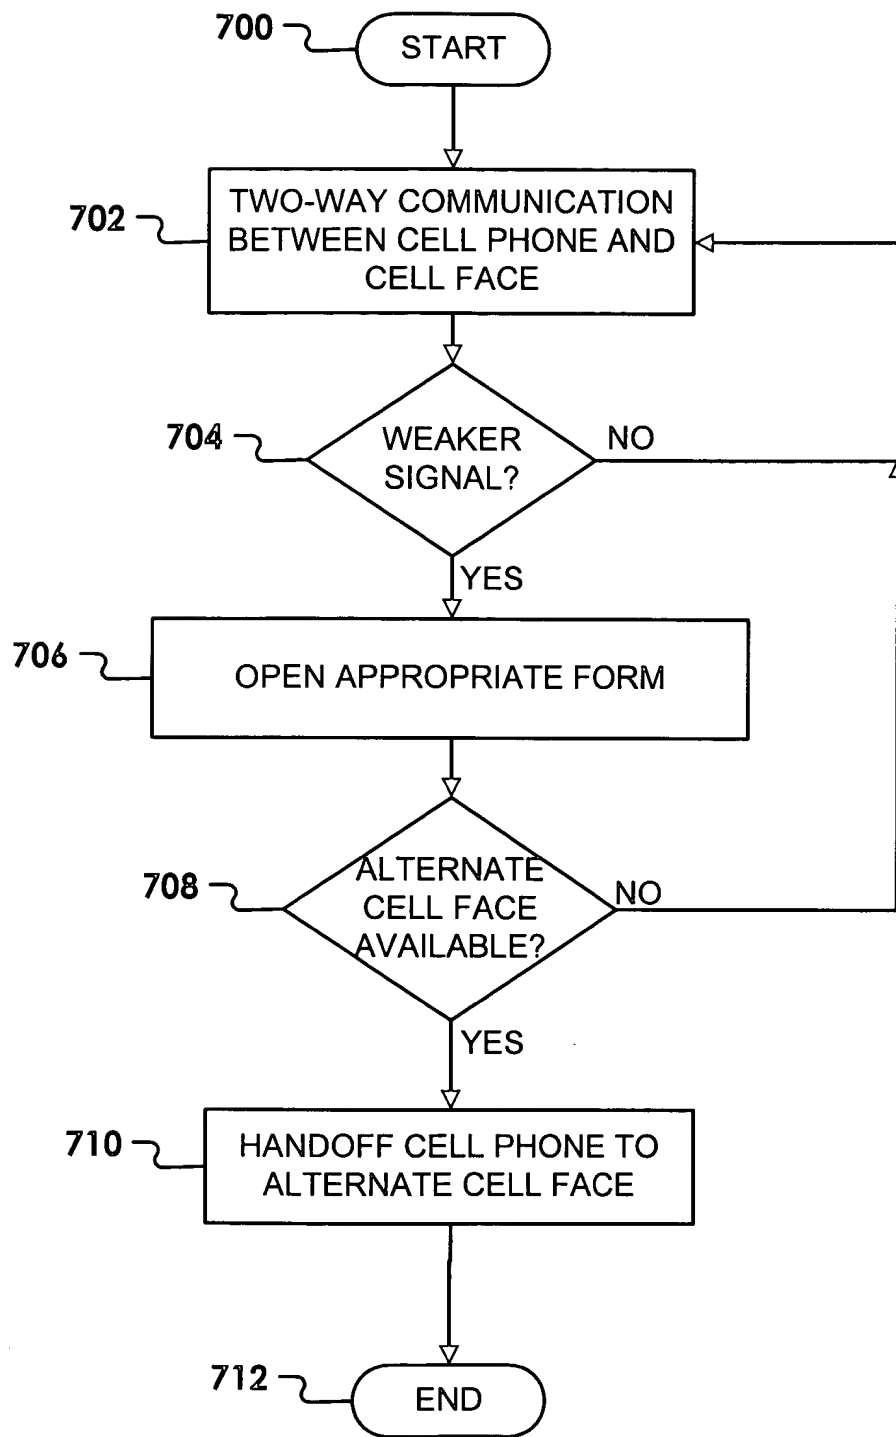 700
START
702
TWO-WAY COMMUNICATION
BETWEEN CELL PHONE AND
CELL FACE
704
WEAKER
SIGNAL?
NO
YES
706
OPEN APPROPRIATE FORM
708
ALTERNATE
CELL FACE
AVAILABLE?
NO
YES
710
HANDOFF CELL PHONE TO
ALTERNATE CELL FACE
712
END